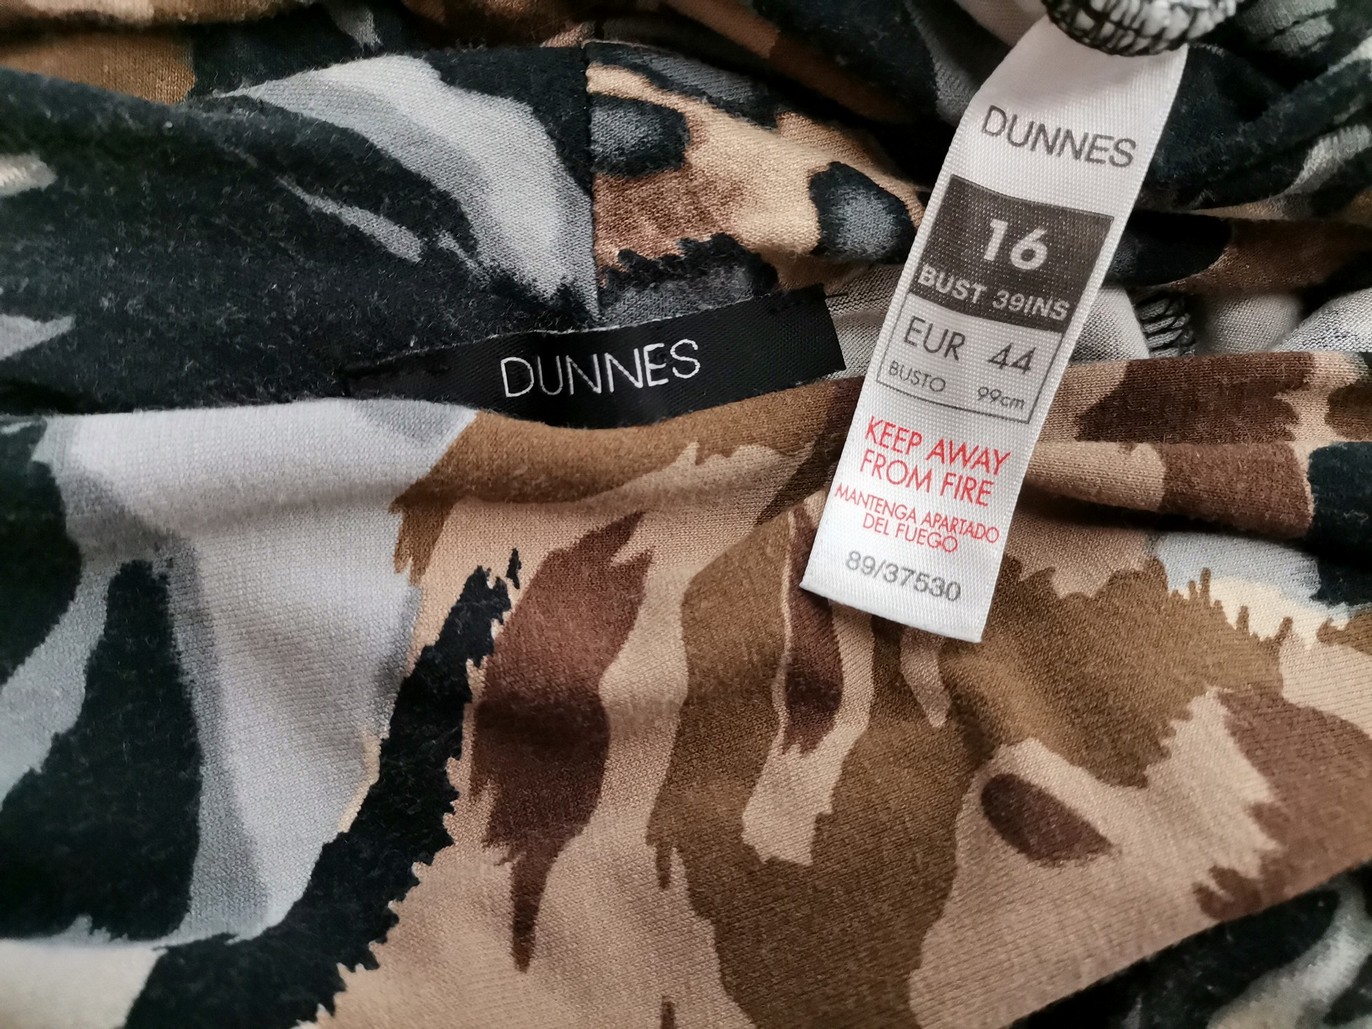 DUNNES
DUNNES
16
BUST 39INS
EUR 44
BUSTO 99cm
KEEP AWAY
FROM FIRE
MANTENGA APARTADO
DEL FUEGO
89/37530